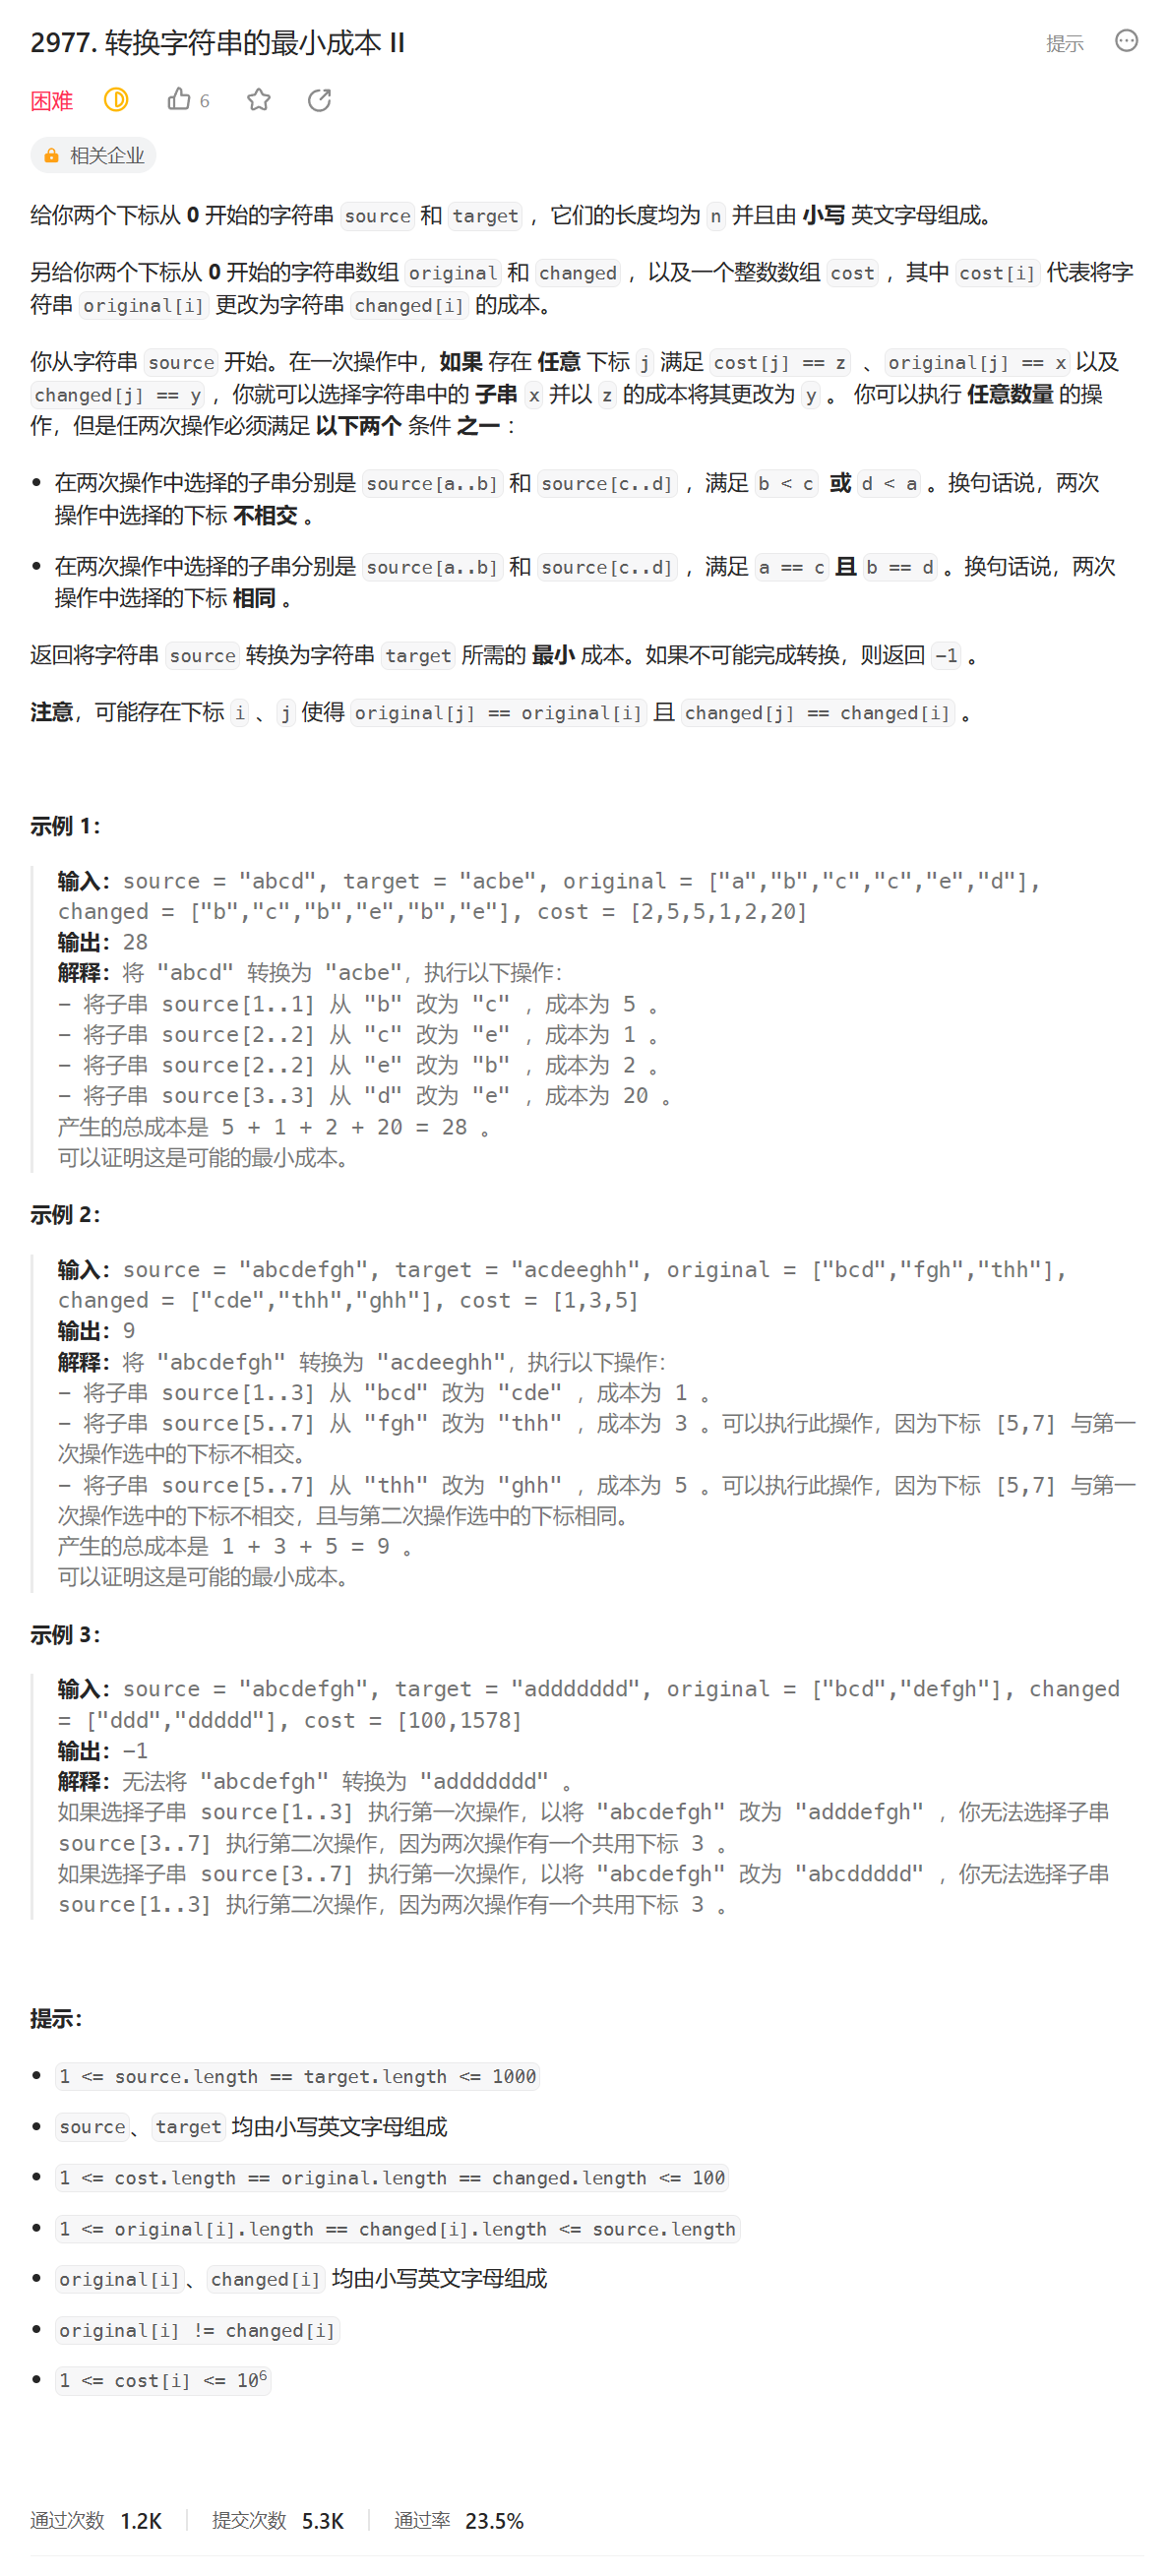 2977. 转换字符串的最小成本 II
提示
困难
6
相关企业
给你两个下标从 0 开始的字符串 source 和 target ，它们的长度均为 n 并且由 小写 英文字母组成。
另给你两个下标从 0 开始的字符串数组 original 和 changed ，以及一个整数数组 cost ，其中 cost[i] 代表将字
符串 original[i] 更改为字符串 changed[i] 的成本。
你从字符串 source 开始。在一次操作中，如果 存在 任意 下标 j 满足 cost[j] == z 、original[j] == x 以及
changed[j] == y ，你就可以选择字符串中的 子串 x 并以 z 的成本将其更改为 y 。 你可以执行 任意数量 的操
作，但是任两次操作必须满足 以下两个 条件 之一 ：
在两次操作中选择的子串分别是 source[a..b] 和 source[c..d] ，满足 b < c 或 d < a 。换句话说，两次
操作中选择的下标 不相交 。
在两次操作中选择的子串分别是 source[a..b] 和 source[c..d] ，满足 a == c 且 b == d 。换句话说，两次
操作中选择的下标 相同 。
返回将字符串 source 转换为字符串 target 所需的 最小 成本。如果不可能完成转换，则返回 -1 。
注意，可能存在下标 i 、j 使得 original[j] == original[i] 且 changed[j] == changed[i] 。
示例 1：
输入：source = "abcd", target = "acbe", original = ["a","b","c","c","e","d"],
changed = ["b","c","b","e","b","e"], cost = [2,5,5,1,2,20]
输出：28
解释：将 "abcd" 转换为 "acbe"，执行以下操作：
- 将子串 source[1..1] 从 "b" 改为 "c" ，成本为 5 。
- 将子串 source[2..2] 从 "c" 改为 "e" ，成本为 1 。
- 将子串 source[2..2] 从 "e" 改为 "b" ，成本为 2 。
- 将子串 source[3..3] 从 "d" 改为 "e" ，成本为 20 。
产生的总成本是 5 + 1 + 2 + 20 = 28 。
可以证明这是可能的最小成本。
示例 2：
输入：source = "abcdefgh", target = "acdeeghh", original = ["bcd","fgh","thh"],
changed = ["cde","thh","ghh"], cost = [1,3,5]
输出：9
解释：将 "abcdefgh" 转换为 "acdeeghh"，执行以下操作：
- 将子串 source[1..3] 从 "bcd" 改为 "cde" ，成本为 1 。
- 将子串 source[5..7] 从 "fgh" 改为 "thh" ，成本为 3 。可以执行此操作，因为下标 [5,7] 与第一
次操作选中的下标不相交。
- 将子串 source[5..7] 从 "thh" 改为 "ghh" ，成本为 5 。可以执行此操作，因为下标 [5,7] 与第一
次操作选中的下标不相交，且与第二次操作选中的下标相同。
产生的总成本是 1 + 3 + 5 = 9 。
可以证明这是可能的最小成本。
示例 3：
输入：source = "abcdefgh", target = "addddddd", original = ["bcd","defgh"], changed
= ["ddd","ddddd"], cost = [100,1578]
输出：-1
解释：无法将 "abcdefgh" 转换为 "addddddd" 。
如果选择子串 source[1..3] 执行第一次操作，以将 "abcdefgh" 改为 "adddefgh" ，你无法选择子串
source[3..7] 执行第二次操作，因为两次操作有一个共用下标 3 。
如果选择子串 source[3..7] 执行第一次操作，以将 "abcdefgh" 改为 "abcddddd" ，你无法选择子串
source[1..3] 执行第二次操作，因为两次操作有一个共用下标 3 。
提示：
1 <= source.length == target.length <= 1000
source、target 均由小写英文字母组成
1 <= cost.length == original.length == changed.length <= 100
1 <= original[i].length == changed[i].length <= source.length
original[i]、changed[i] 均由小写英文字母组成
original[i] != changed[i]
1 <= cost[i] <= 10⁶
通过次数 1.2K 提交次数 5.3K 通过率 23.5%